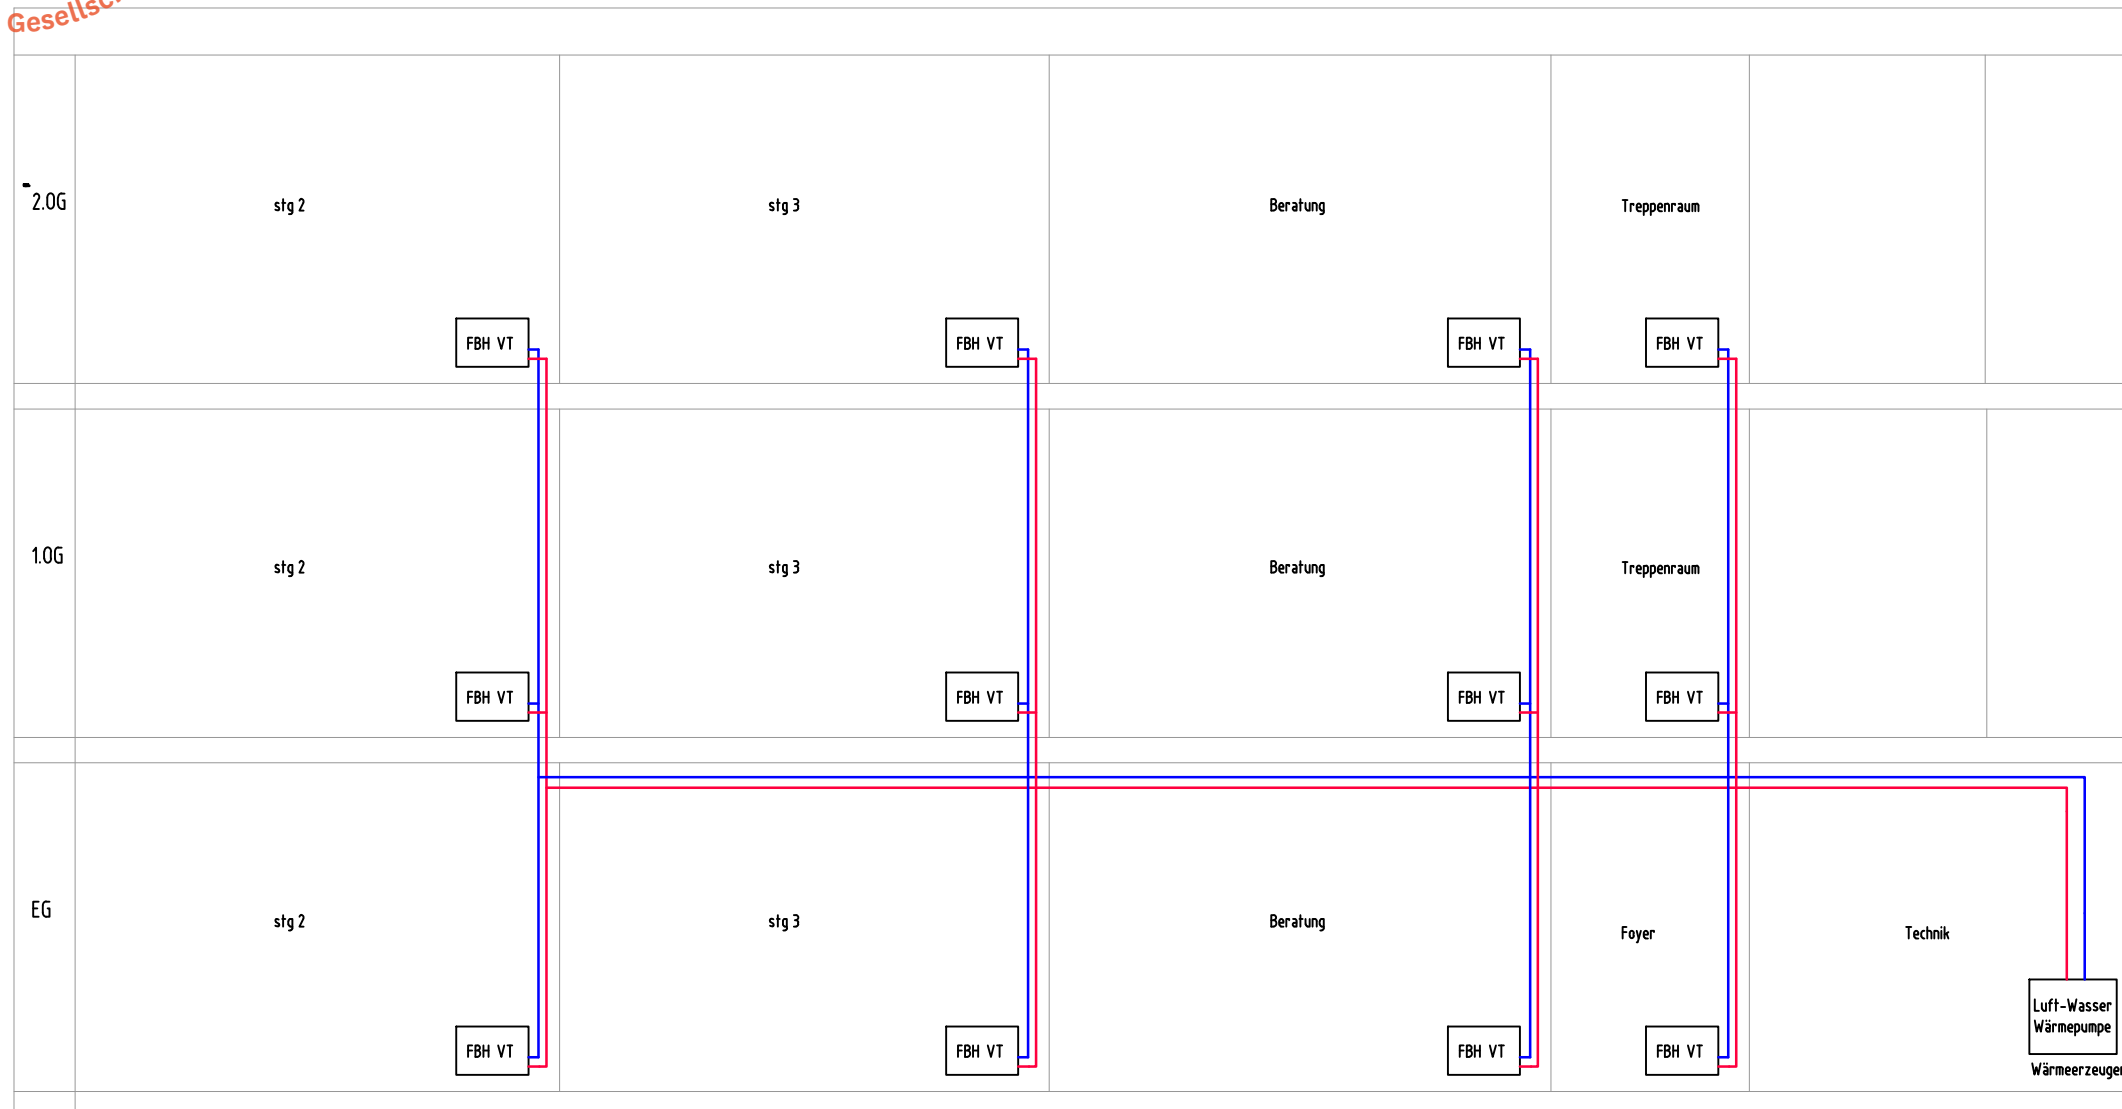 2.OG
stg 2
stg 3
Beratung
Treppenraum
FBH VT
FBH VT
FBH VT
FBH VT
1.OG
stg 2
stg 3
Beratung
Treppenraum
FBH VT
FBH VT
FBH VT
FBH VT
EG
stg 2
stg 3
Beratung
Foyer
Technik
Luft-Wasser
Wärmepumpe
FBH VT
FBH VT
FBH VT
FBH VT